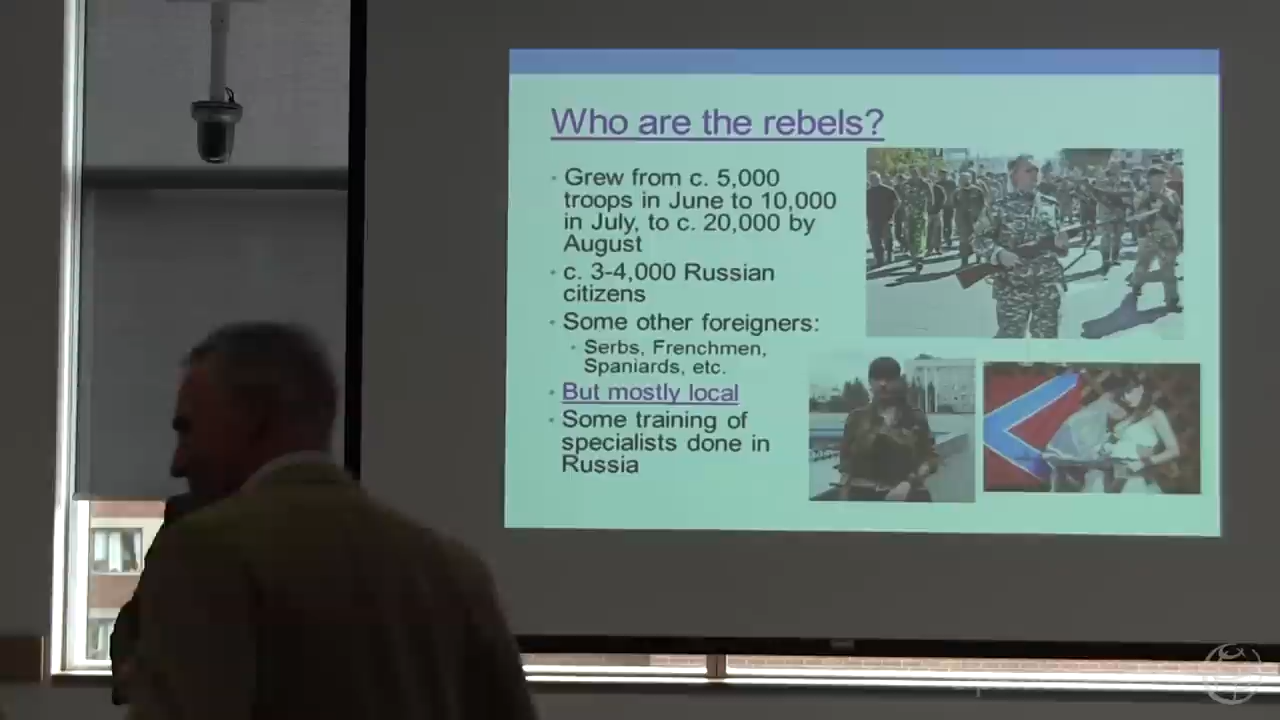 Who are the rebels?
Grew from c. 5,000
troops in June to 10,000
in July, to c. 20,000 by
August
c. 3-4,000 Russian
citizens
Some other foreigners:
Serbs, Frenchmen,
Spaniards, etc.
But mostly local
Some training of
specialists done in
Russia